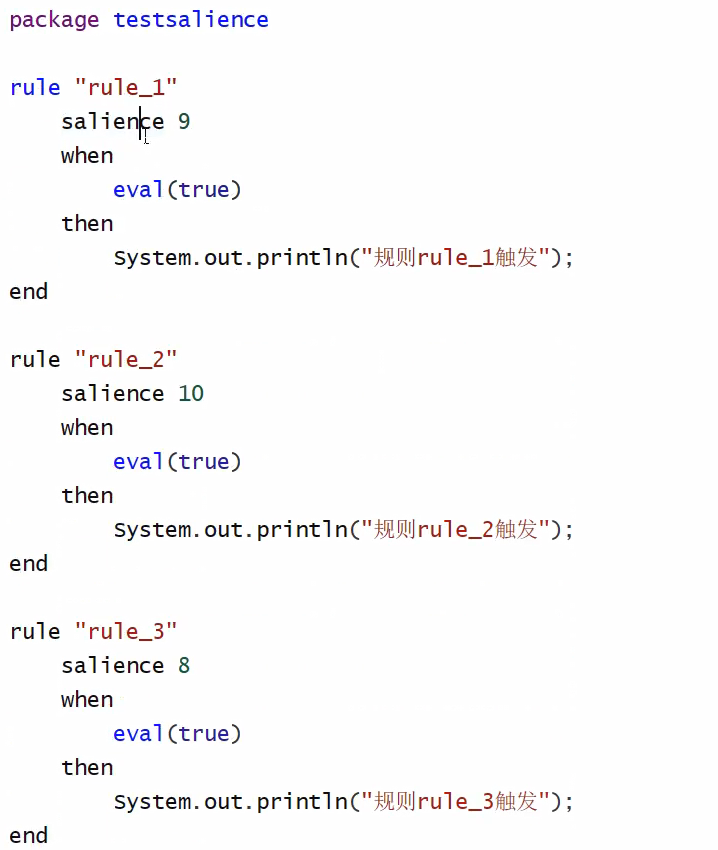 package testsalience
rule "rule_1"
salience 9
when
eval(true)
then
System.out.println("规则rule_1触发");
end
rule "rule_2"
salience 10
when
eval(true)
then
System.out.println("规则rule_2触发");
end
rule "rule_3"
salience 8
when
eval(true)
then
System.out.println("规则rule_3触发");
end